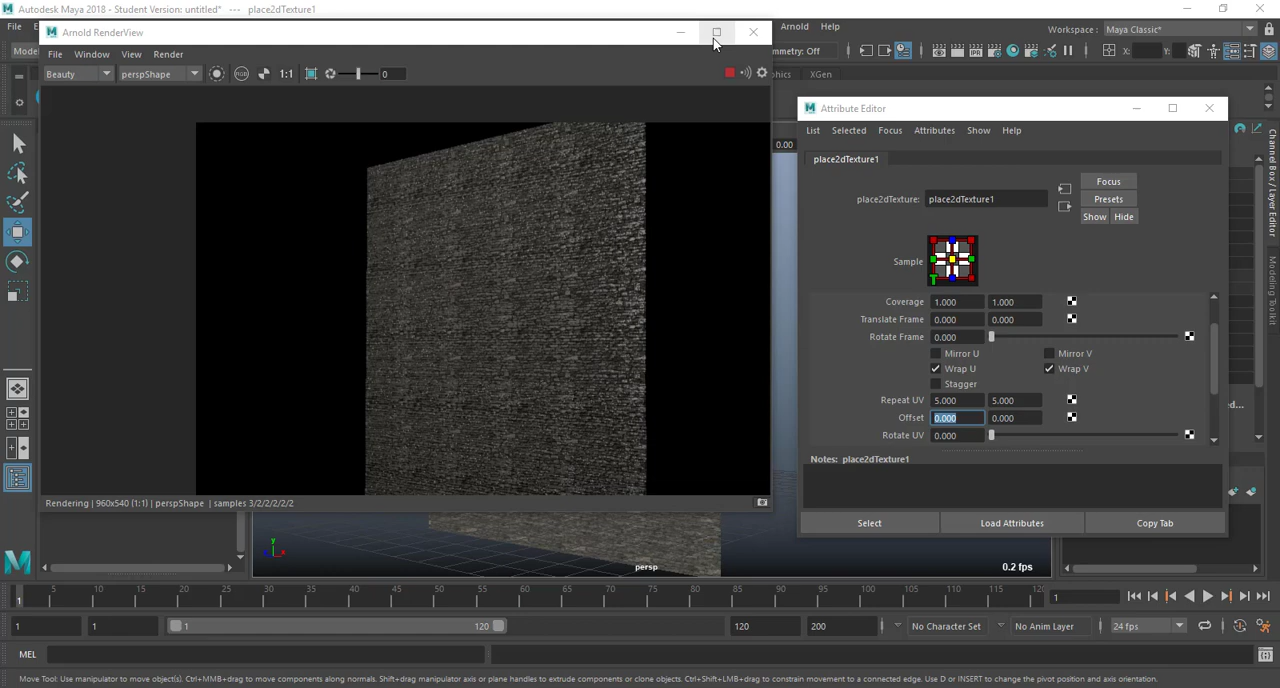 Autodesk Maya 2018 - Student Version: untitled*   ---   place2dTexture1
File
Arnold
Help
Workspace : Maya Classic*
Arnold RenderView
File Window View Render
Beauty
perspShape
1:1
0
mmetry: Off
X:
Y:
XGen
0.00
Attribute Editor
List Selected Focus Attributes Show Help
place2dTexture1
place2dTexture: place2dTexture1
Focus
Presets
Show Hide
Sample
Coverage 1.000 1.000
Translate Frame 0.000 0.000
Rotate Frame 0.000
Mirror U Mirror V
Wrap U Wrap V
Stagger
Repeat UV 5.000 5.000
Offset 0.000 0.000
Rotate UV 0.000
Notes: place2dTexture1
Select Load Attributes Copy Tab
Channel Box / Layer Editor
Modeling Toolkit
Rendering | 960x540 (1:1) | perspShape | samples 3/2/2/2/2/2
y
x
persp
0.2 fps
1 5 10 15 20 25 30 35 40 45 50 55 60 65 70 75 80 85 90 95 100 105 110 115 120
1
1 1 1 120 120 200 No Character Set No Anim Layer 24 fps
MEL
Move Tool: Use manipulator to move object(s). Ctrl+MMB+drag to move components along normals. Shift+drag manipulator axis or plane handles to extrude components or clone objects. Ctrl+Shift+LMB+drag to constrain movement to a connected edge. Use D or INSERT to change the pivot position and axis orientation.